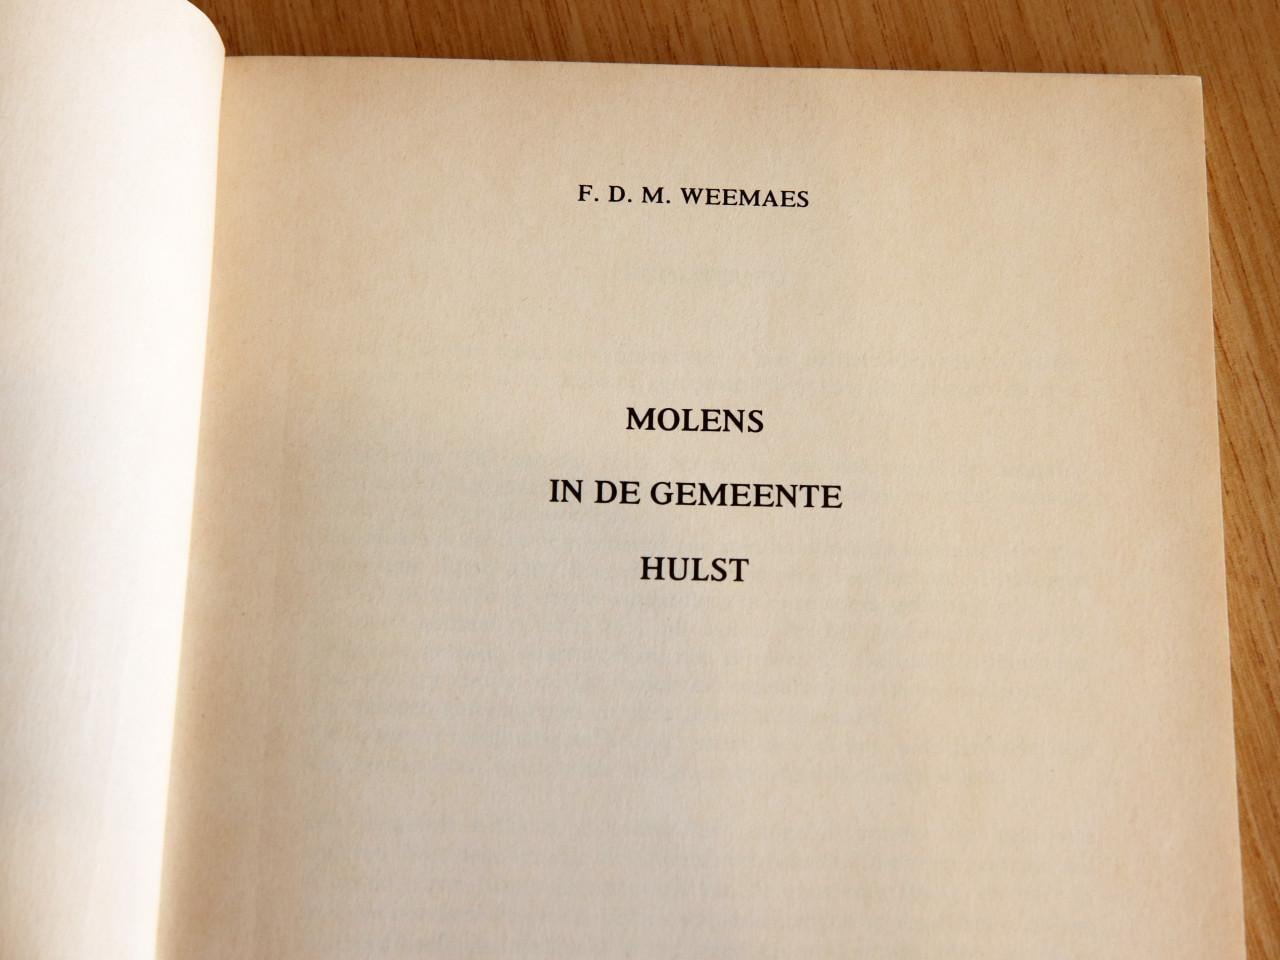 F. D. M. WEEMAES
MOLENS
IN DE GEMEENTE
HULST